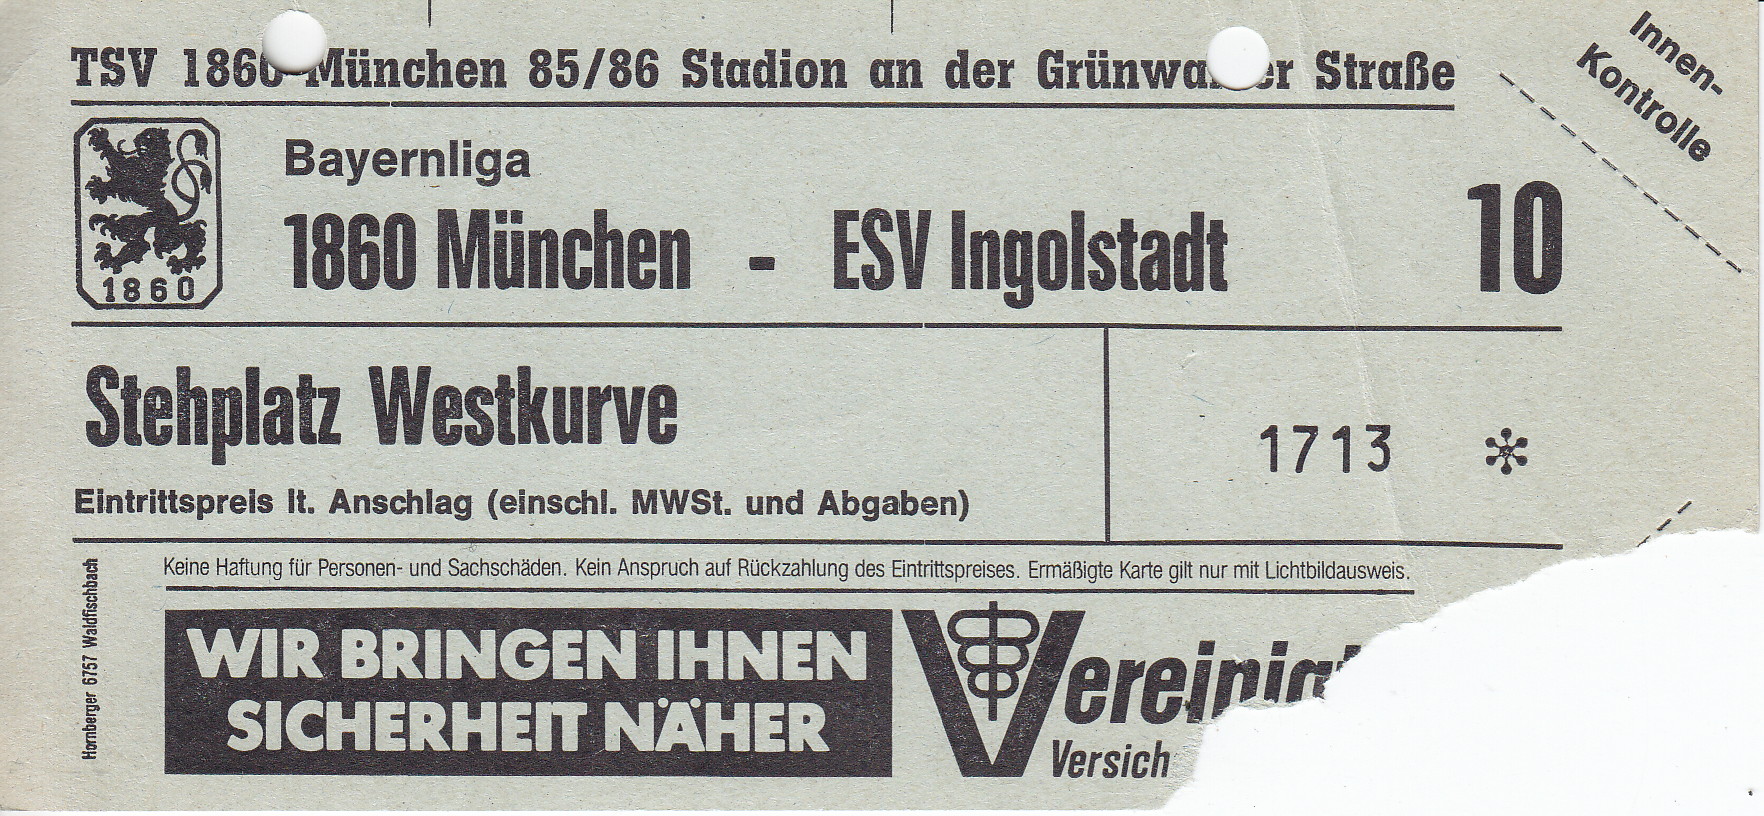 TSV 1860 München 85/86 Stadion an der Grünwalder Straße
Innen-
Kontrolle
Bayernliga
1860 München - ESV Ingolstadt 10
1860
Stehplatz Westkurve
1713 *
Eintrittspreis lt. Anschlag (einschl. MWSt. und Abgaben)
Keine Haftung für Personen- und Sachschäden. Kein Anspruch auf Rückzahlung des Eintrittspreises. Ermäßigte Karte gilt nur mit Lichtbildausweis.
Hornberger 6757 Waldfischbach
WIR BRINGEN IHNEN
SICHERHEIT NÄHER
Vereinigt
Versich